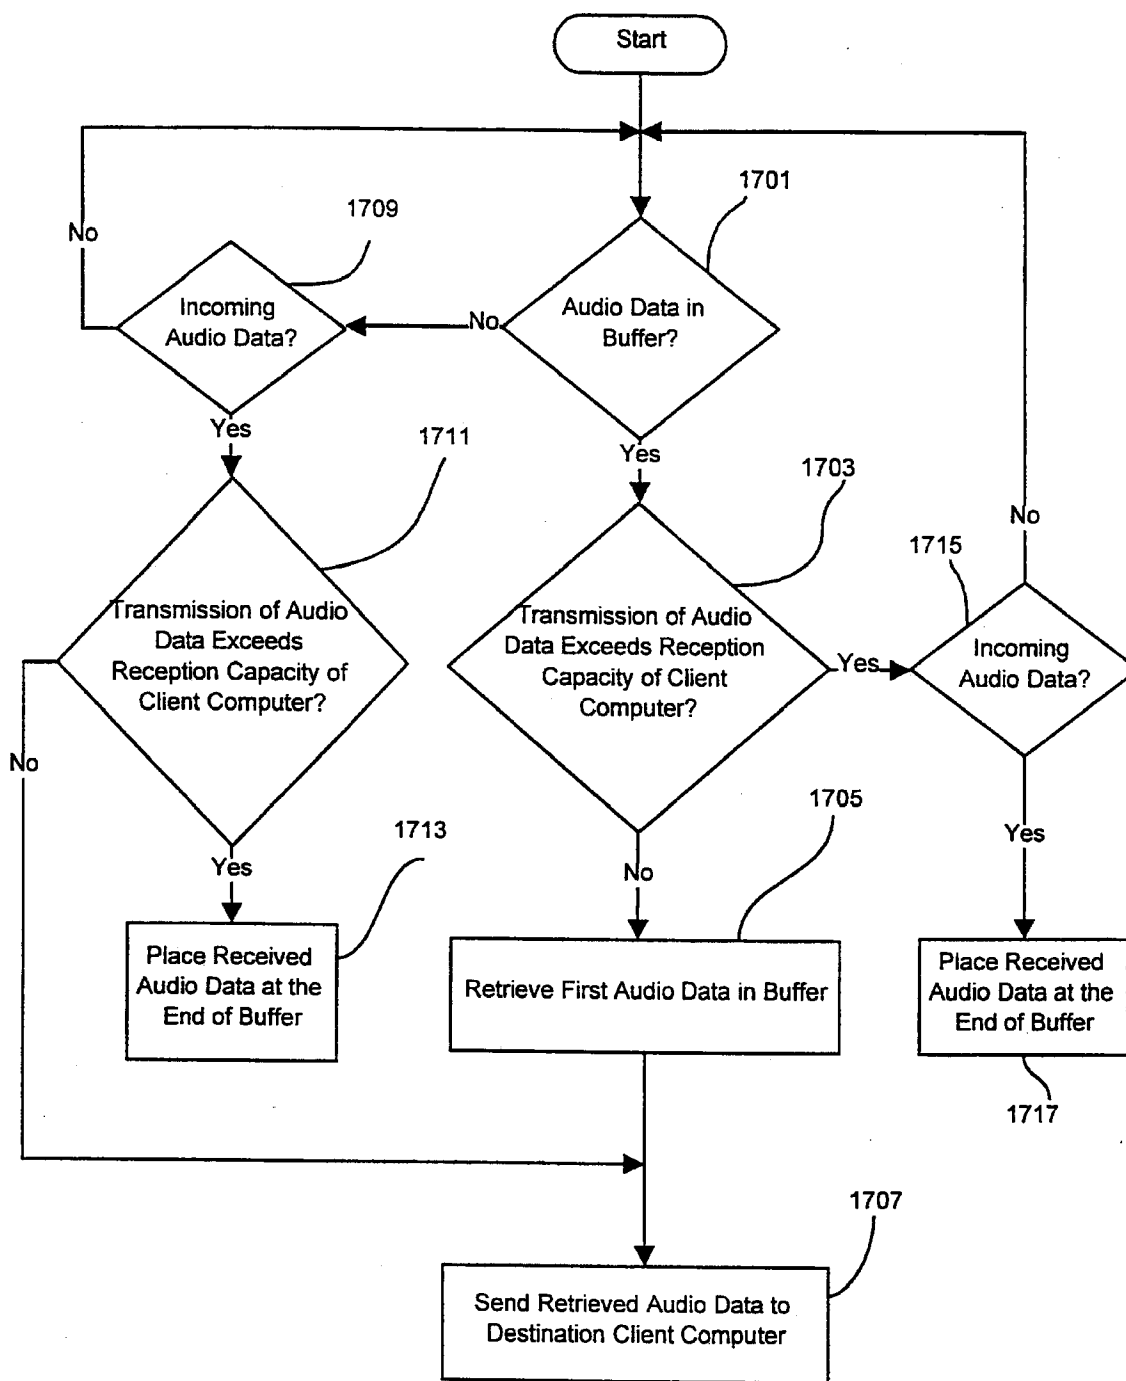 Start
1701
1709
No
Incoming
Audio Data?
No
Audio Data in
Buffer?
Yes
1711
Yes
1703
No
1715
Transmission of Audio
Data Exceeds
Reception Capacity of
Client Computer?
Transmission of Audio
Data Exceeds Reception
Capacity of Client
Computer?
Yes
Incoming
Audio Data?
No
1705
1713
Yes
Yes
No
Place Received
Audio Data at the
End of Buffer
Retrieve First Audio Data in Buffer
Place Received
Audio Data at the
End of Buffer
1717
1707
Send Retrieved Audio Data to
Destination Client Computer